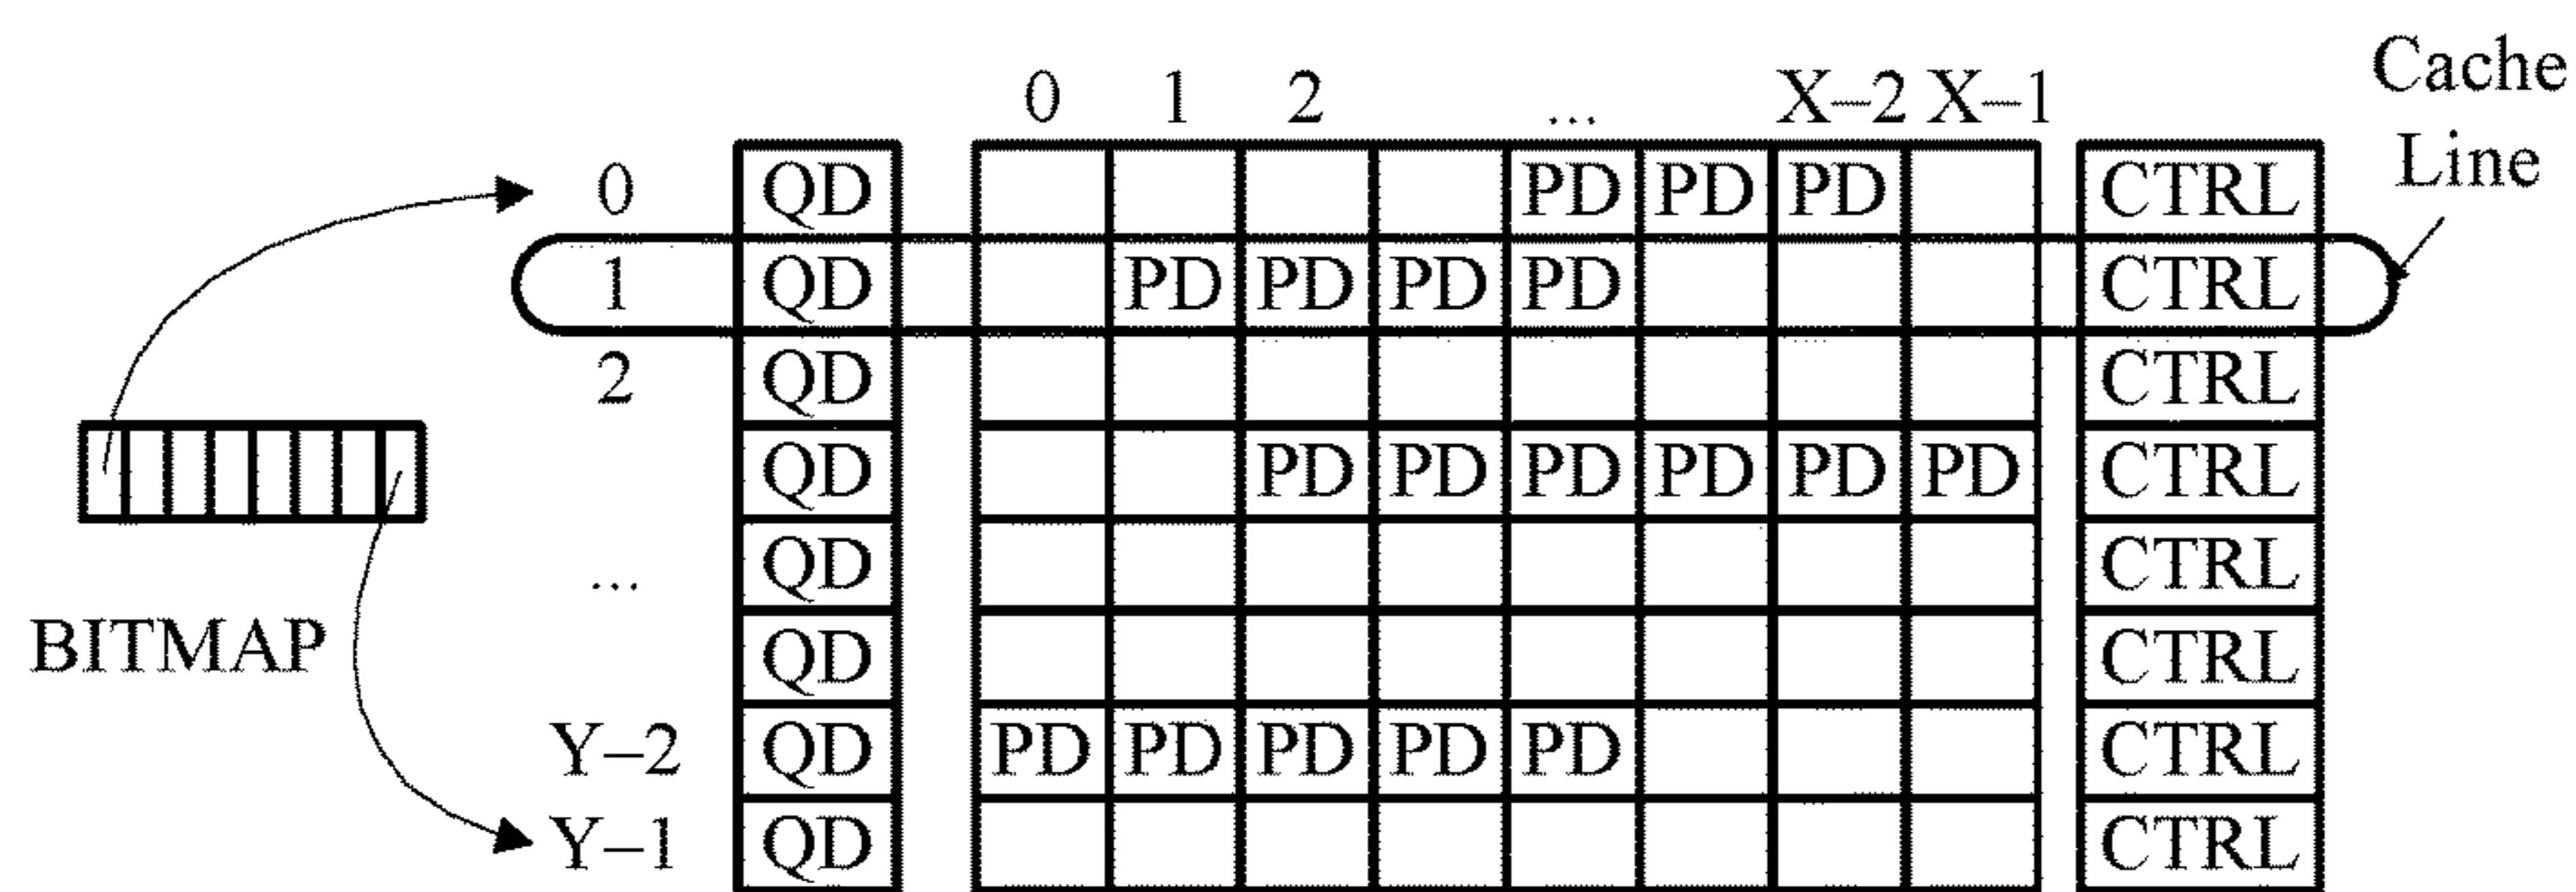 Cache
Line
0 1 2 ... X–2 X–1
0 QD PD PD PD CTRL
1 QD PD PD PD PD CTRL
2 QD CTRL
QD PD PD PD PD PD PD CTRL
... QD CTRL
BITMAP QD CTRL
Y–2 QD PD PD PD PD PD CTRL
Y–1 QD CTRL